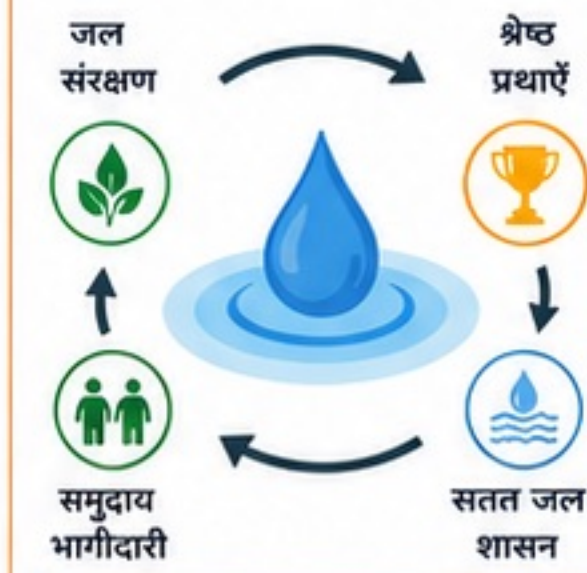 जल
संरक्षण
श्रेष्ठ
प्रथाऐं
समुदाय
भागीदारी
सतत जल
शासन